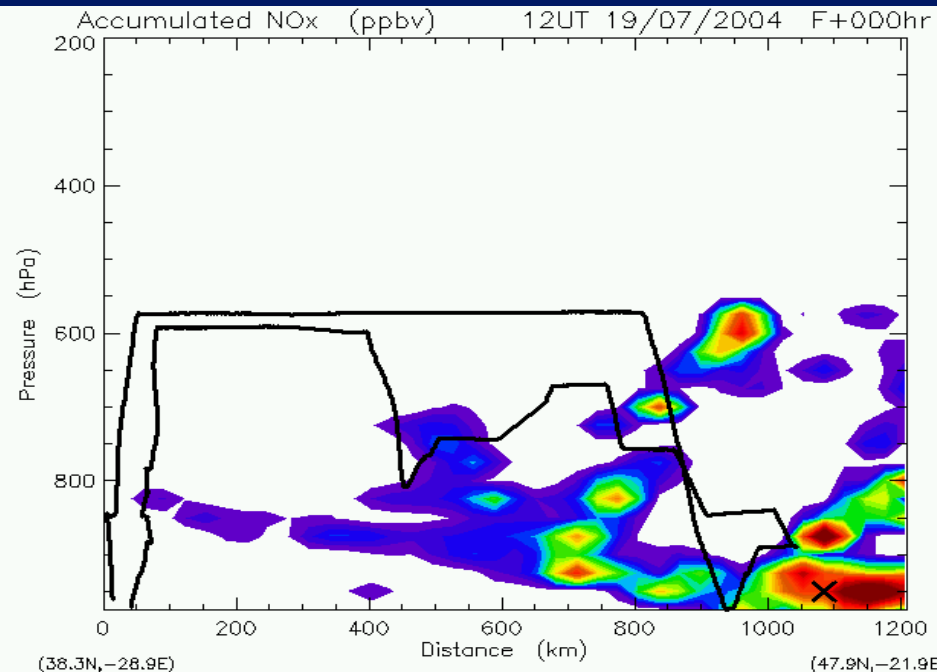 Accumulated NOx (ppbv) 12UT 19/07/2004 F+000hr
200
400
600
800
Pressure (hPa)
0 200 400 600 800 1000 1200
Distance (km)
(38.3N,-28.9E) (47.9N,-21.9E